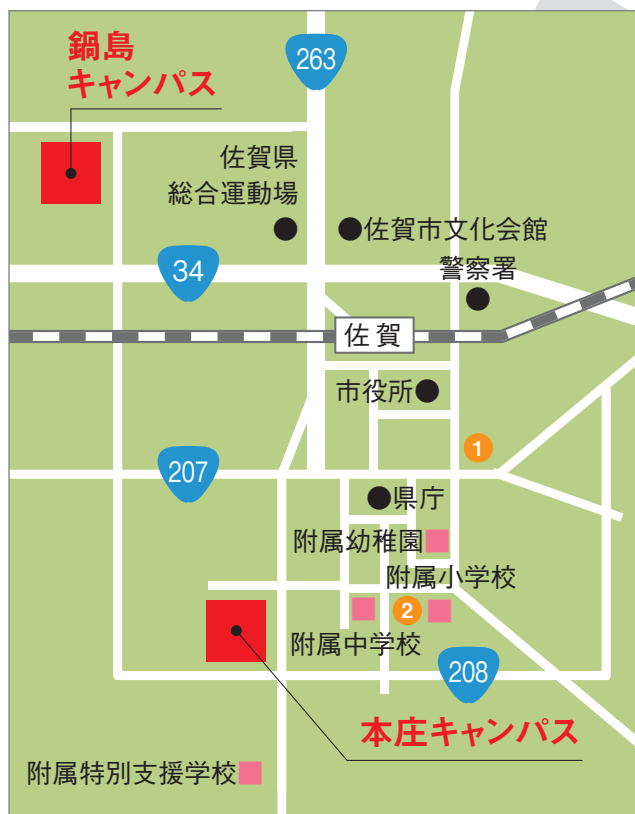 鍋島
キャンパス
263
佐賀県
総合運動場
佐賀市文化会館
警察署
34
佐賀
市役所
1
207
県庁
附属幼稚園
附属小学校
2
附属中学校
208
本庄キャンパス
附属特別支援学校